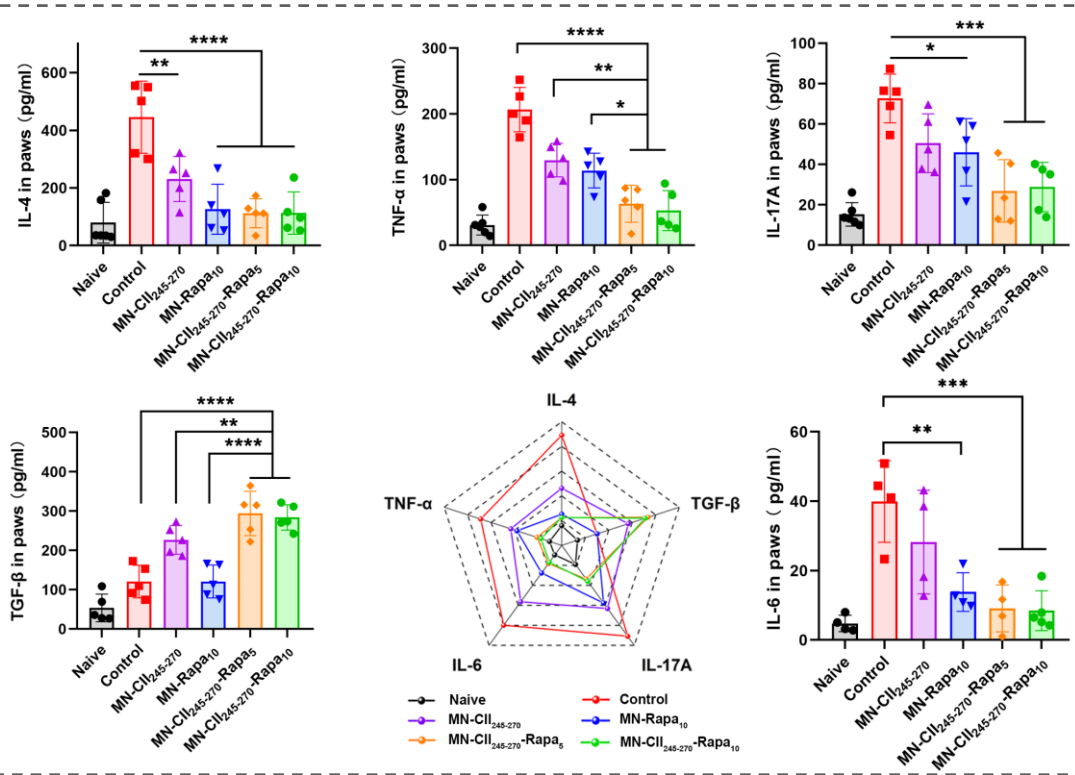 IL-4 in paws (pg/ml)
600
400
200
0
**
****
Naive
Control
MN-CII₂₄₅₋₂₇₀
MN-Rapa₁₀
MN-CII₂₄₅₋₂₇₀-Rapa₅
MN-CII₂₄₅₋₂₇₀-Rapa₁₀
TNF-α in paws (pg/ml)
300
200
100
0
****
**
*
Naive
Control
MN-CII₂₄₅₋₂₇₀
MN-Rapa₁₀
MN-CII₂₄₅₋₂₇₀-Rapa₅
MN-CII₂₄₅₋₂₇₀-Rapa₁₀
IL-17A in paws (pg/ml)
100
80
60
40
20
0
***
*
Naive
Control
MN-CII₂₄₅₋₂₇₀
MN-Rapa₁₀
MN-CII₂₄₅₋₂₇₀-Rapa₅
MN-CII₂₄₅₋₂₇₀-Rapa₁₀
TGF-β in paws (pg/ml)
500
400
300
200
100
0
****
**
****
Naive
Control
MN-CII₂₄₅₋₂₇₀
MN-Rapa₁₀
MN-CII₂₄₅₋₂₇₀-Rapa₅
MN-CII₂₄₅₋₂₇₀-Rapa₁₀
IL-4
TNF-α
TGF-β
IL-6
IL-17A
Naive
Control
MN-CII₂₄₅₋₂₇₀
MN-Rapa₁₀
MN-CII₂₄₅₋₂₇₀-Rapa₅
MN-CII₂₄₅₋₂₇₀-Rapa₁₀
IL-6 in paws (pg/ml)
60
40
20
0
***
**
Naive
Control
MN-CII₂₄₅₋₂₇₀
MN-Rapa₁₀
MN-CII₂₄₅₋₂₇₀-Rapa₅
MN-CII₂₄₅₋₂₇₀-Rapa₁₀